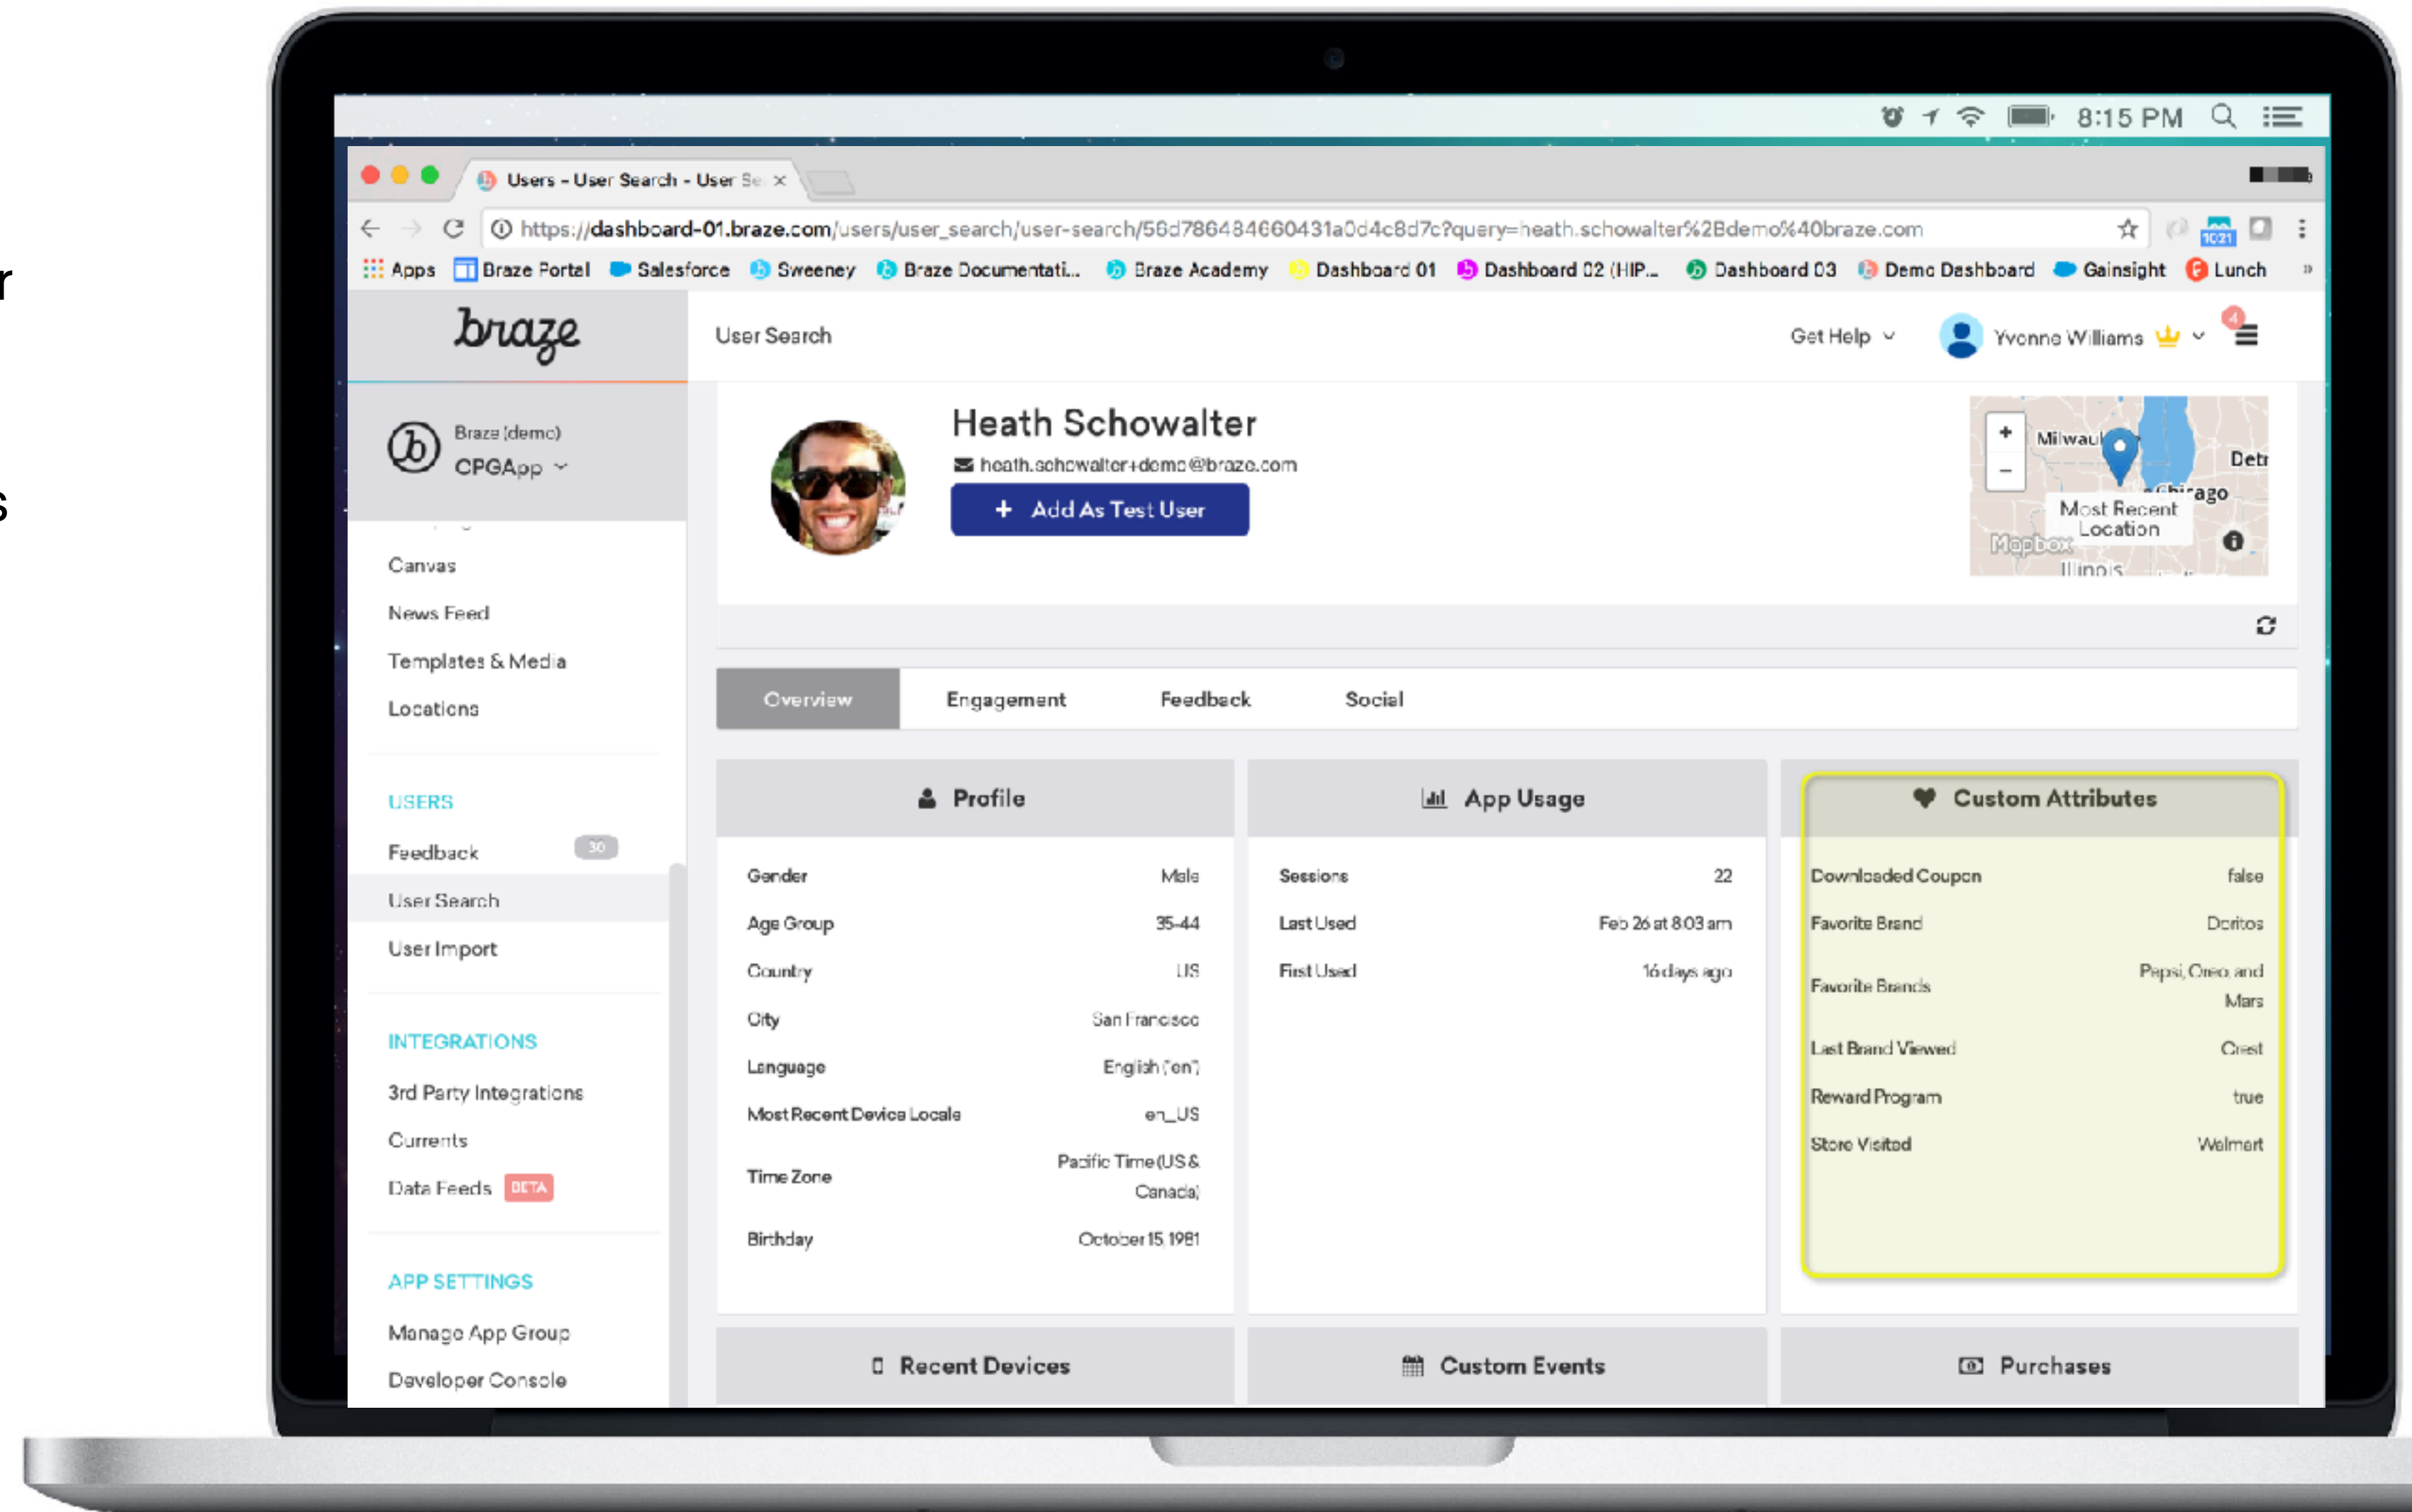 r
s
8:15 PM
Users - User Search - User Se
https://dashboard-01.braze.com/users/user_search/user-search/56d786484660431a0d4c8d7c?query=heath.schowalter%2Bdemo%40braze.com
1021
Apps Braze Portal Salesforce Sweeney Braze Documentati... Braze Academy Dashboard 01 Dashboard 02 (HIP... Dashboard 03 Demo Dashboard Gainsight Lunch »
braze
User Search
Get Help
Yvonne Williams
4
Braze (demo)
CPGApp
Canvas
News Feed
Templates & Media
Locations
USERS
Feedback 30
User Search
User Import
INTEGRATIONS
3rd Party Integrations
Currents
Data Feeds BETA
APP SETTINGS
Manage App Group
Developer Console
Heath Schowalter
heath.schowalter+demo@braze.com
+ Add As Test User
+
−
Milwau
Detr
Chicago
Most Recent
Location
Mapbox
Illinois
Overview Engagement Feedback Social
Profile
Gender Male
Age Group 35-44
Country US
City San Francisco
Language English ("en")
Most Recent Device Locale en_US
Time Zone Pacific Time (US & Canada)
Birthday October 15, 1981
App Usage
Sessions 22
Last Used Feb 26 at 8:03 am
First Used 16 days ago
Custom Attributes
Downloaded Coupon false
Favorite Brand Doritos
Favorite Brands Pepsi, Oreo, and Mars
Last Brand Viewed Crest
Reward Program true
Store Visited Walmart
Recent Devices
Custom Events
Purchases